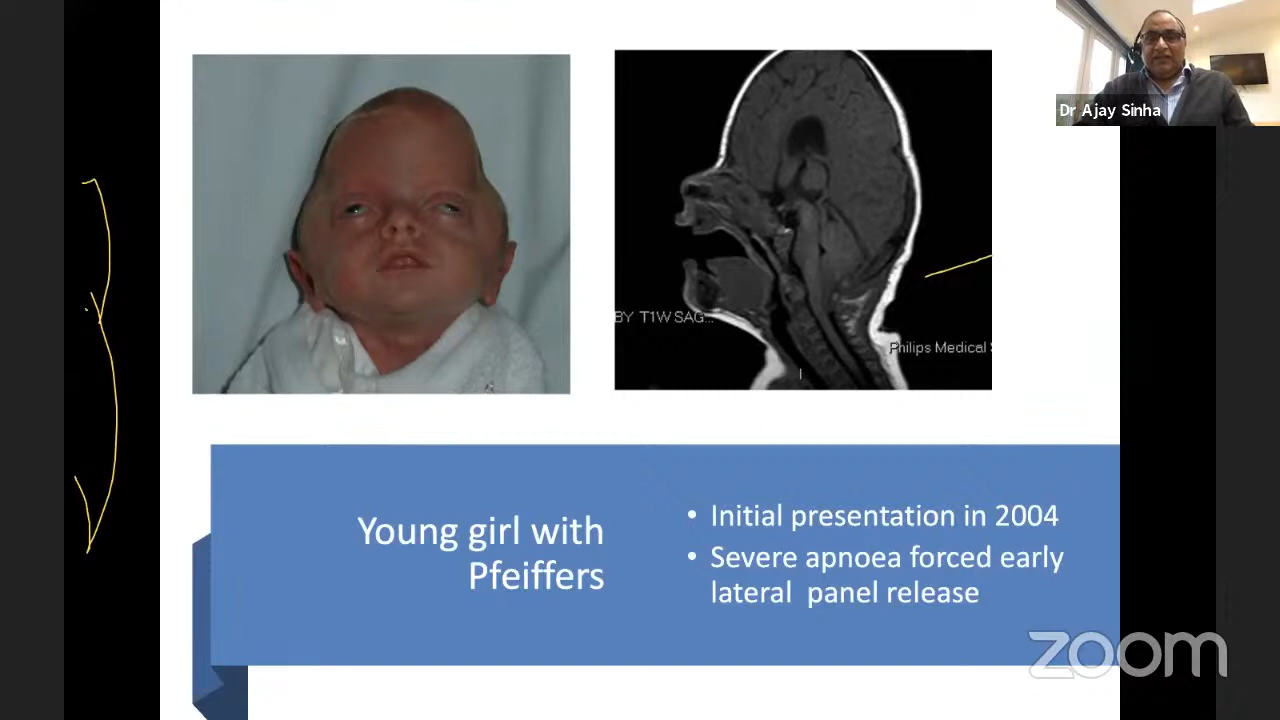 Dr Ajay Sinha
BY T1W SAG...
Philips Medical
Young girl with
Pfeiffers
• Initial presentation in 2004
• Severe apnoea forced early
lateral panel release
zoom